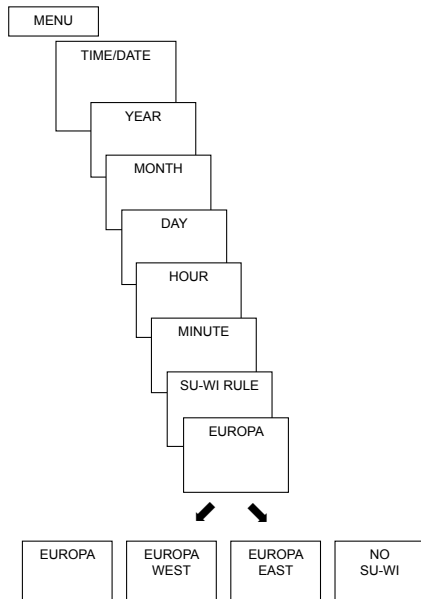 MENU
TIME/DATE
YEAR
MONTH
DAY
HOUR
MINUTE
SU-WI RULE
EUROPA
EUROPA
EUROPA
WEST
EUROPA
EAST
NO
SU-WI